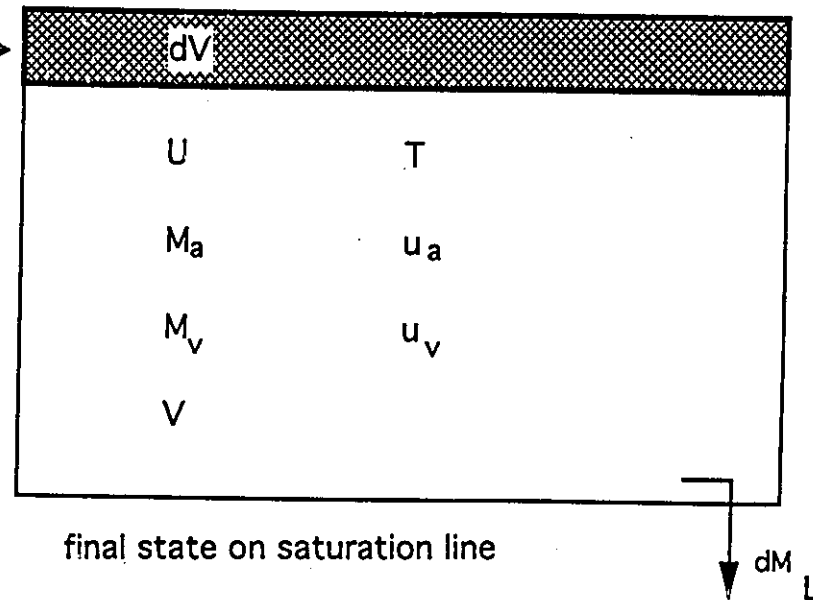 dV
U T
Ma ua
Mv uv
V
final state on saturation line
dM L